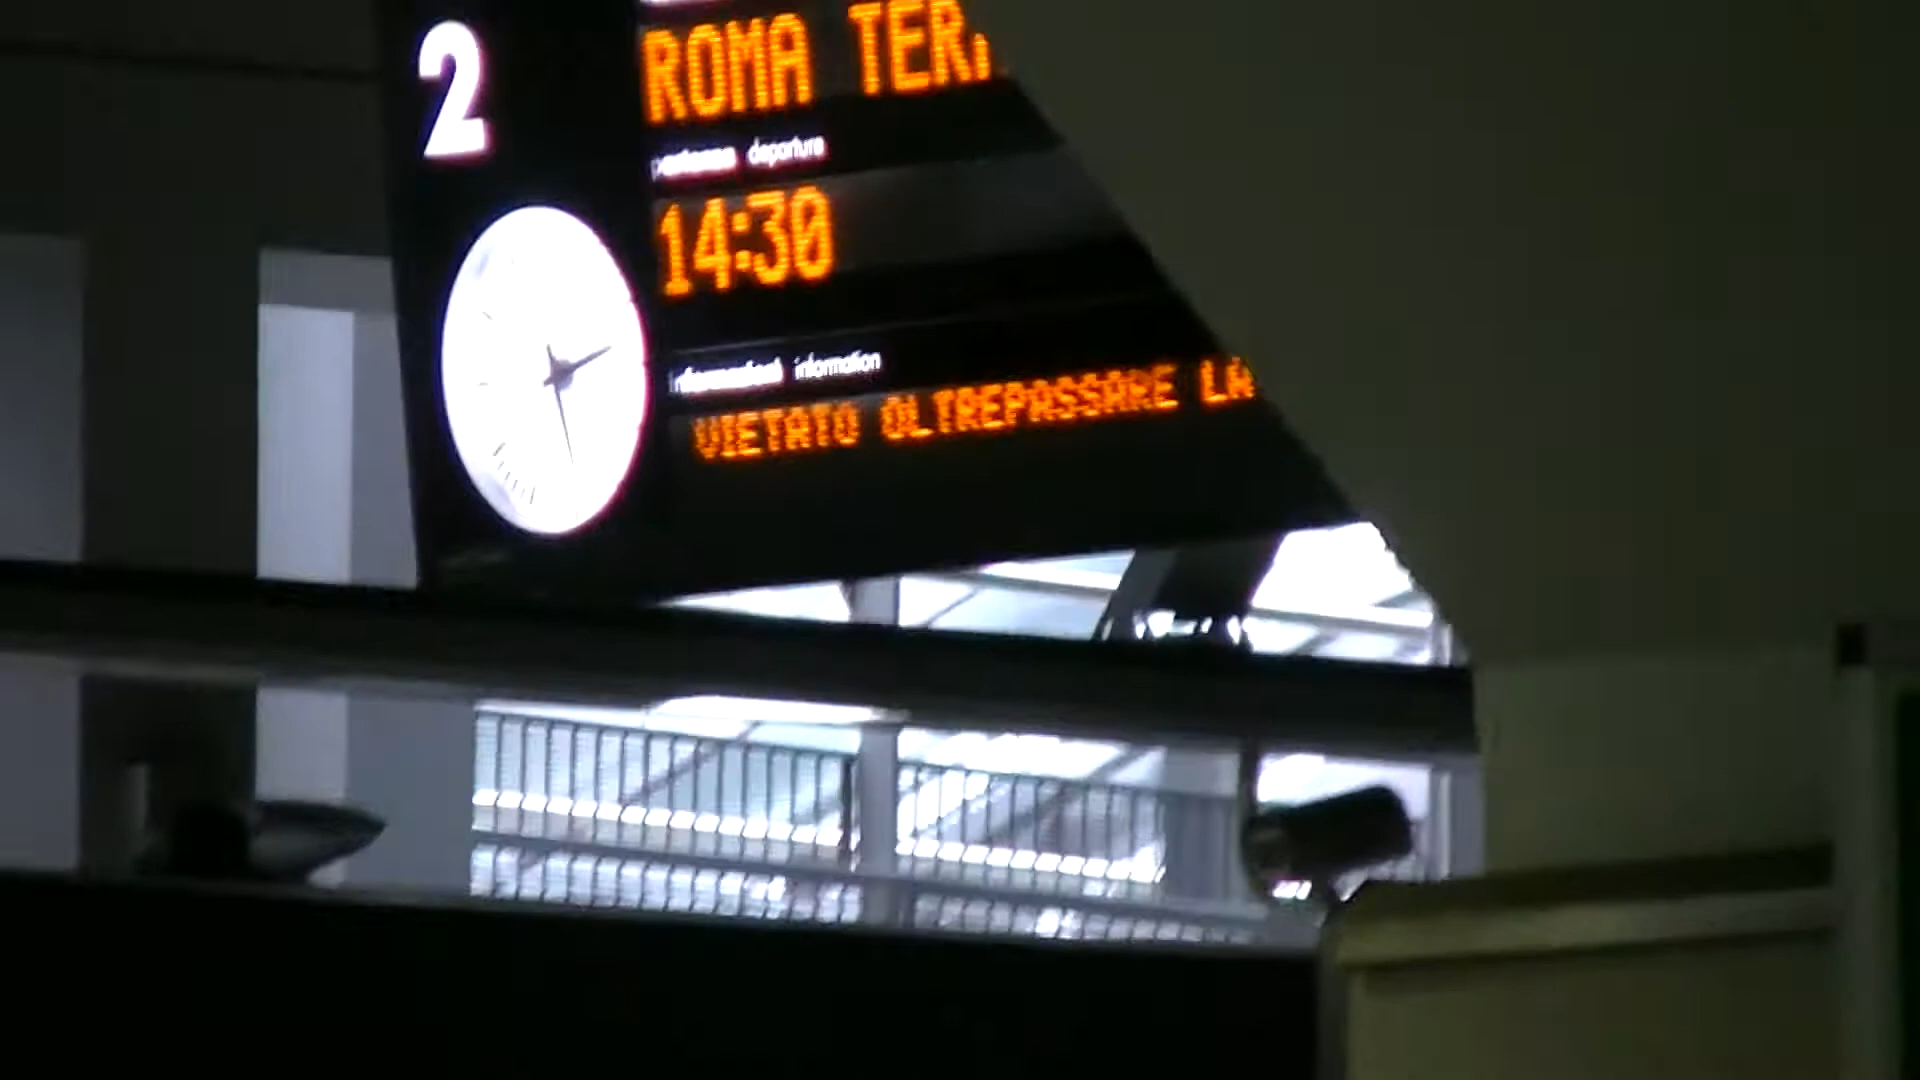 2
ROMA TER
partenza departure
14:30
informazioni information
VIETATO OLTREPASSARE LA